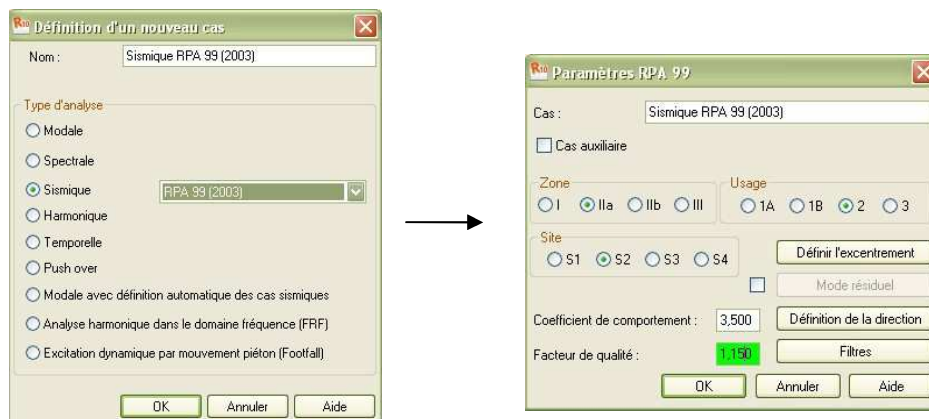 Définition d'un nouveau cas
Nom :
Sismique RPA 99 (2003)
Type d'analyse
Modale
Spectrale
Sismique
RPA 99 (2003)
Harmonique
Temporelle
Push over
Modale avec définition automatique des cas sismiques
Analyse harmonique dans le domaine fréquence (FRF)
Excitation dynamique par mouvement piéton (Footfall)
OK Annuler Aide
Paramètres RPA 99
Cas :
Sismique RPA 99 (2003)
Cas auxiliaire
Zone
I IIa IIb III
Usage
1A 1B 2 3
Site
S1 S2 S3 S4
Définir l'excentrement
Mode résiduel
Coefficient de comportement : 3,500
Définition de la direction
Facteur de qualité : 1,150
Filtres
OK Annuler Aide